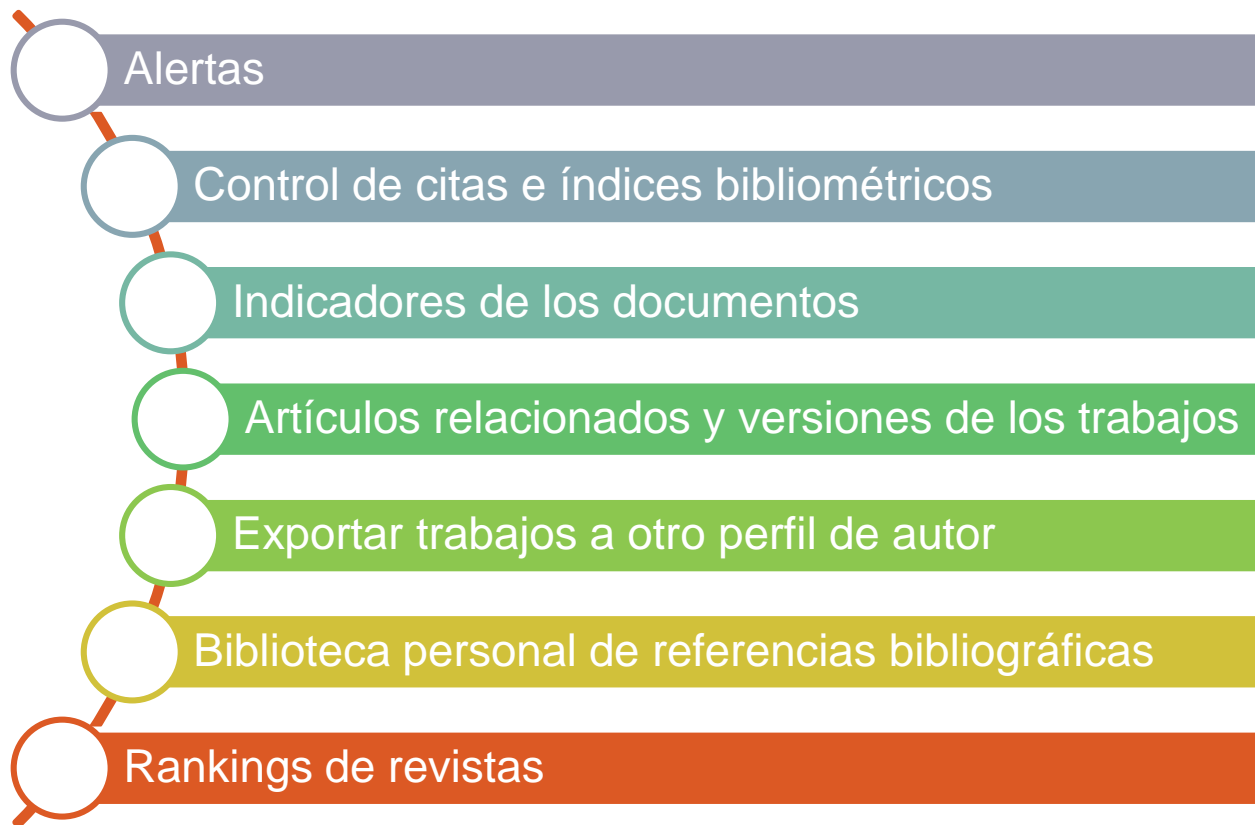 Alertas
Control de citas e índices bibliométricos
Indicadores de los documentos
Artículos relacionados y versiones de los trabajos
Exportar trabajos a otro perfil de autor
Biblioteca personal de referencias bibliográficas
Rankings de revistas